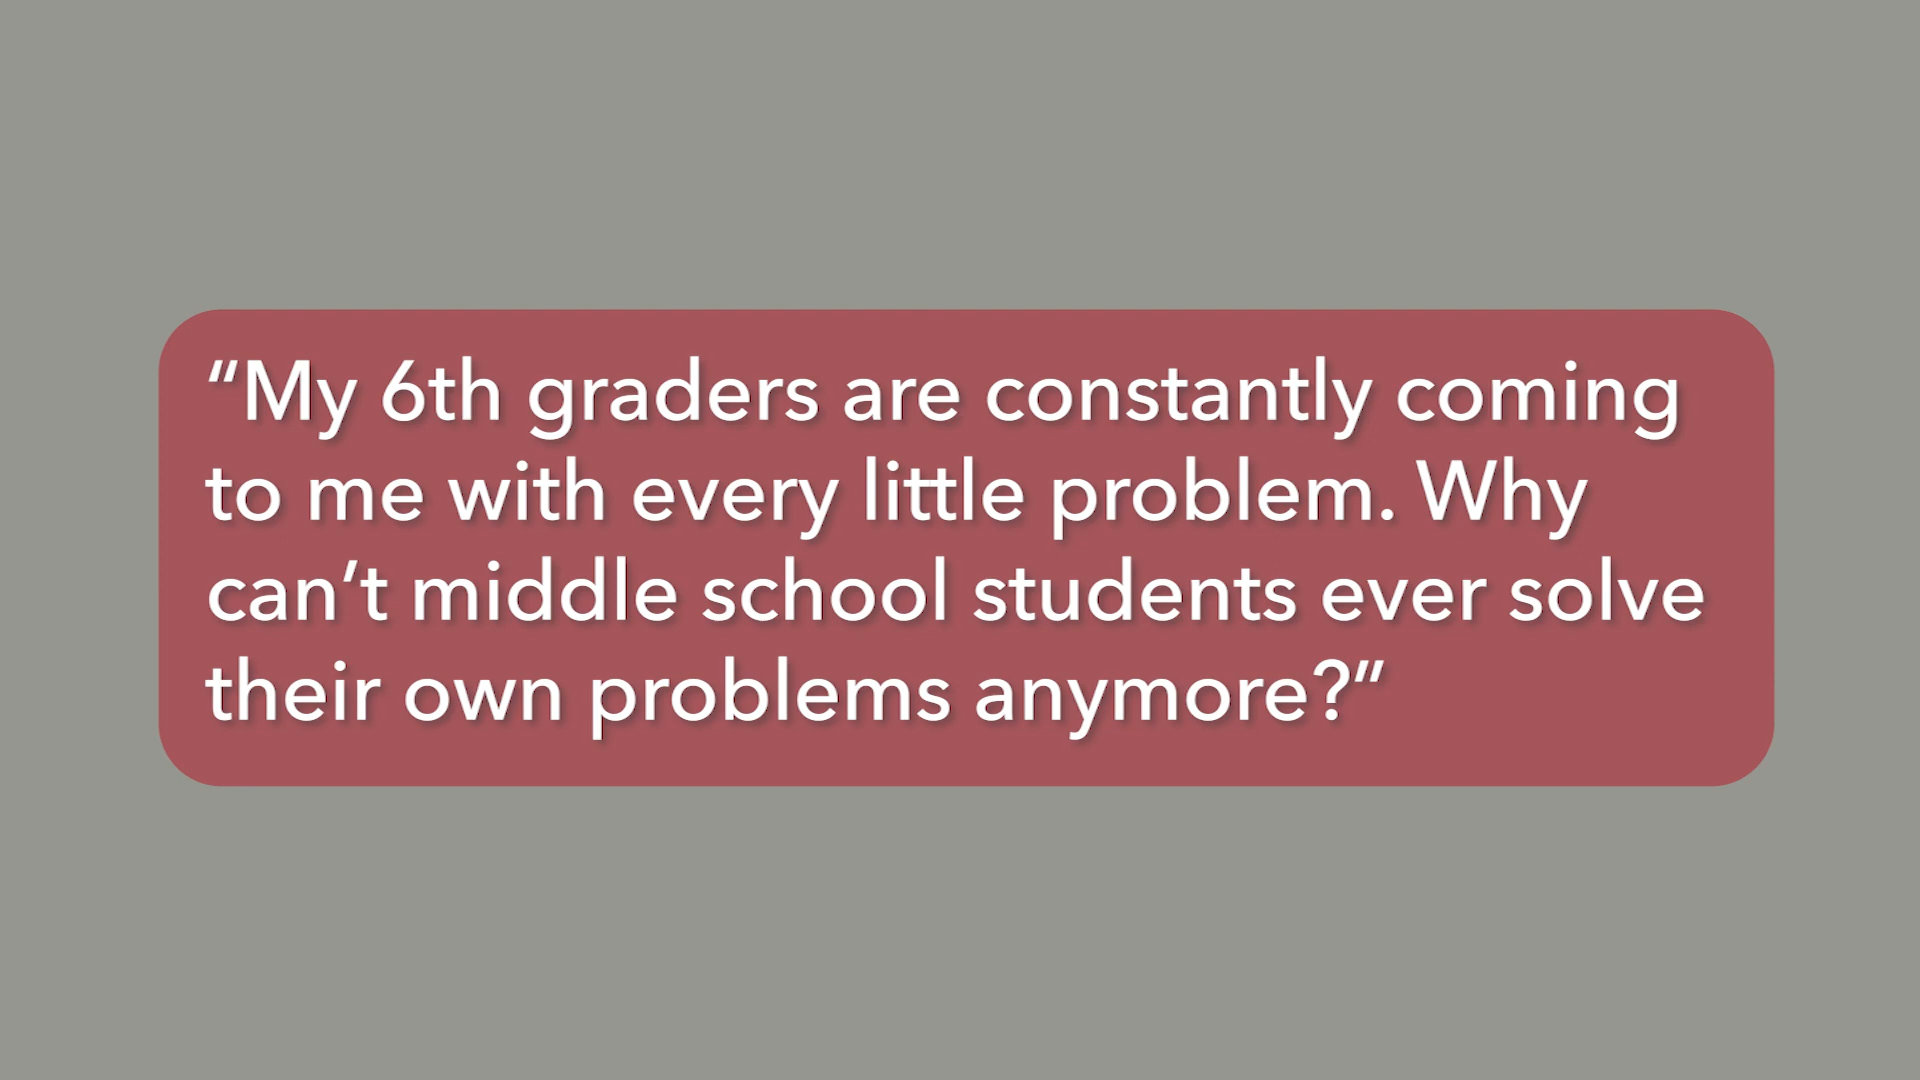 “My 6th graders are constantly coming
to me with every little problem. Why
can’t middle school students ever solve
their own problems anymore?”